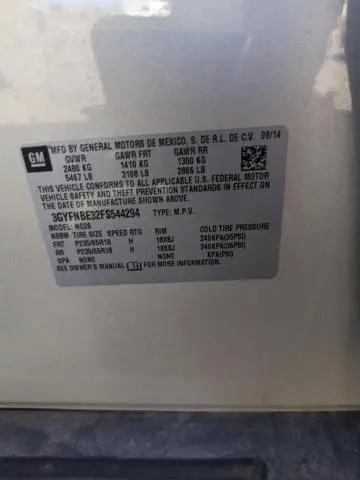 GM
MFD BY GENERAL MOTORS DE MEXICO, S. DE R.L. DE C.V. 09/14
GVWR GAWR FRT GAWR RR
2480 KG 1410 KG 1300 KG
5467 LB 3108 LB 2866 LB
THIS VEHICLE CONFORMS TO ALL APPLICABLE U.S. FEDERAL MOTOR
VEHICLE SAFETY AND THEFT PREVENTION STANDARDS IN EFFECT
ON THE DATE OF MANUFACTURE SHOWN ABOVE.
3GYFNBE32FS544294 TYPE: M.P.V.
MODEL: NG26
TIRE SIZE SPEED RTG RIM COLD TIRE PRESSURE
FRT P235/65R18 H 18X8J 240KPA(35PSI)
RR P235/65R18 H 18X8J 240KPA(35PSI)
SPA NONE NONE KPA(PSI)
SEE OWNER'S MANUAL FOR MORE INFORMATION.